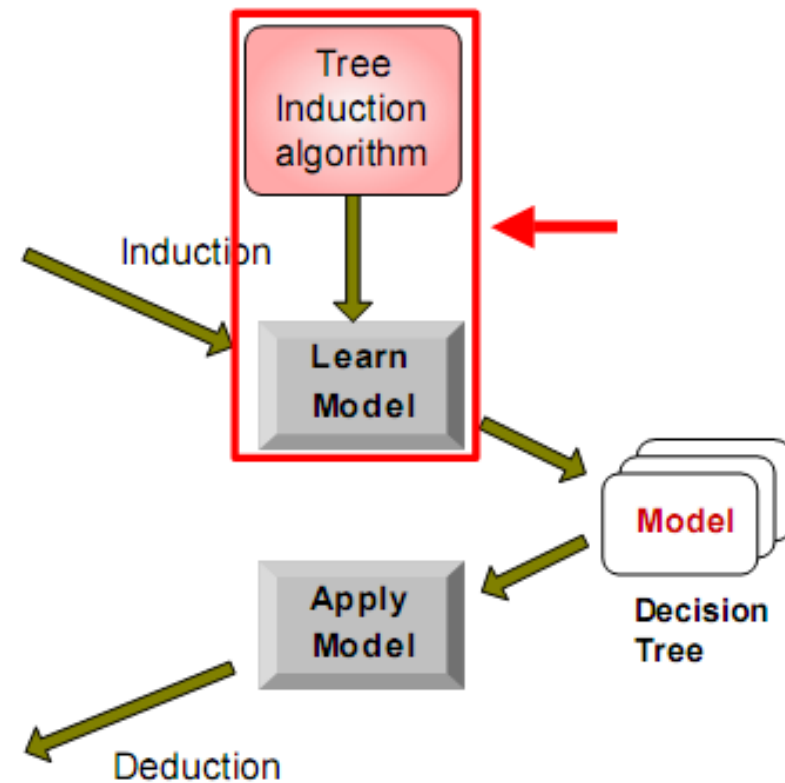 Tree
Induction
algorithm
Induction
Learn
Model
Model
Apply
Model
Decision
Tree
Deduction